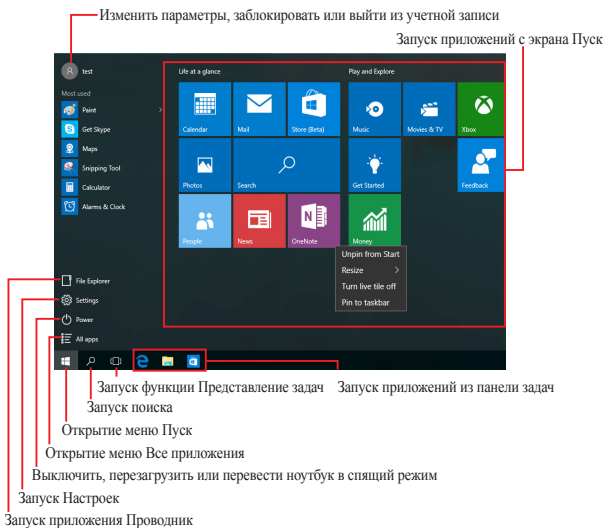 Изменить параметры, заблокировать или выйти из учетной записи
Запуск приложений с экрана Пуск
test
Life at a glance
Play and Explore
Most used
Paint
Get Skype
Maps
Snipping Tool
Calculator
Alarms & Clock
Calendar
Mail
Store (Beta)
Music
Movies & TV
Xbox
Photos
Search
Get Started
Feedback
People
News
OneNote
Money
Unpin from Start
Resize
Turn live tile off
Pin to taskbar
File Explorer
Settings
Power
All apps
Запуск функции Представление задач
Запуск приложений из панели задач
Запуск поиска
Открытие меню Пуск
Открытие меню Все приложения
Выключить, перезагрузить или перевести ноутбук в спящий режим
Запуск Настроек
Запуск приложения Проводник